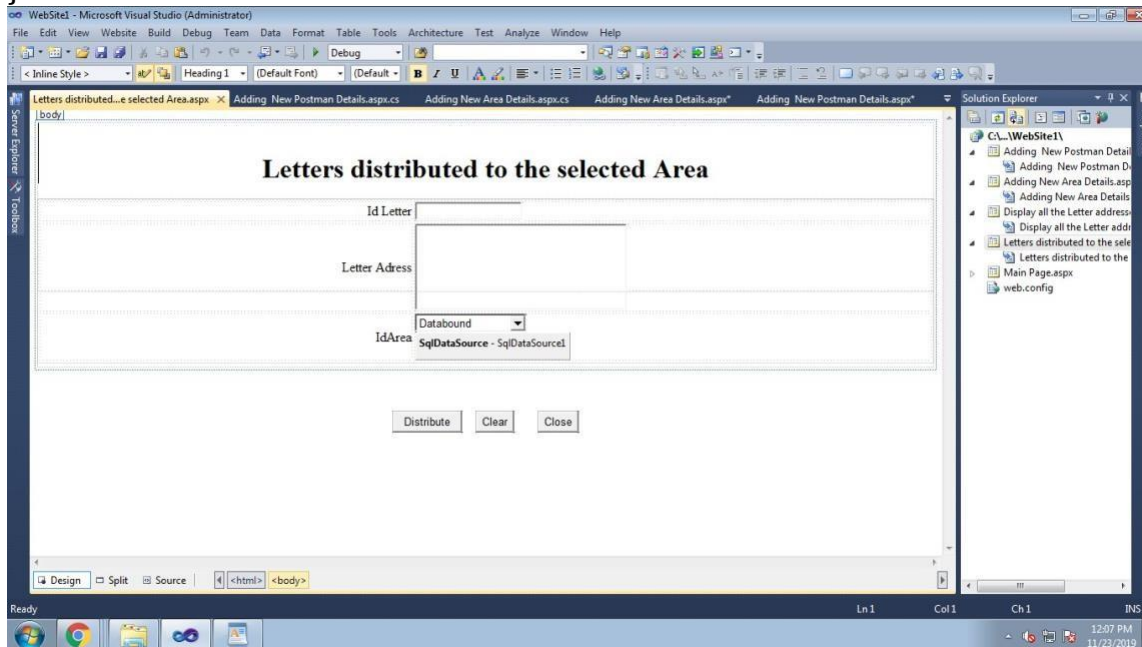 WebSite1 - Microsoft Visual Studio (Administrator)
File Edit View Website Build Debug Team Data Format Table Tools Architecture Test Analyze Window Help
Debug
< Inline Style > Heading 1 (Default Font) (Default B I U A
Letters distributed...e selected Area.aspx X Adding New Postman Details.aspx.cs Adding New Area Details.aspx.cs Adding New Area Details.aspx* Adding New Postman Details.aspx*
Server Explorer
Toolbox
body
Letters distributed to the selected Area
Id Letter
Letter Adress
IdArea
Databound
SqlDataSource - SqlDataSource1
Distribute Clear Close
Design Split Source <html> <body>
Solution Explorer
C:\...\WebSite1\
Adding New Postman Detail
Adding New Postman D
Adding New Area Details.asp
Adding New Area Details
Display all the Letter address
Display all the Letter addr
Letters distributed to the sele
Letters distributed to the
Main Page.aspx
web.config
Ready Ln 1 Col 1 Ch 1 INS
12:07 PM
11/23/2019